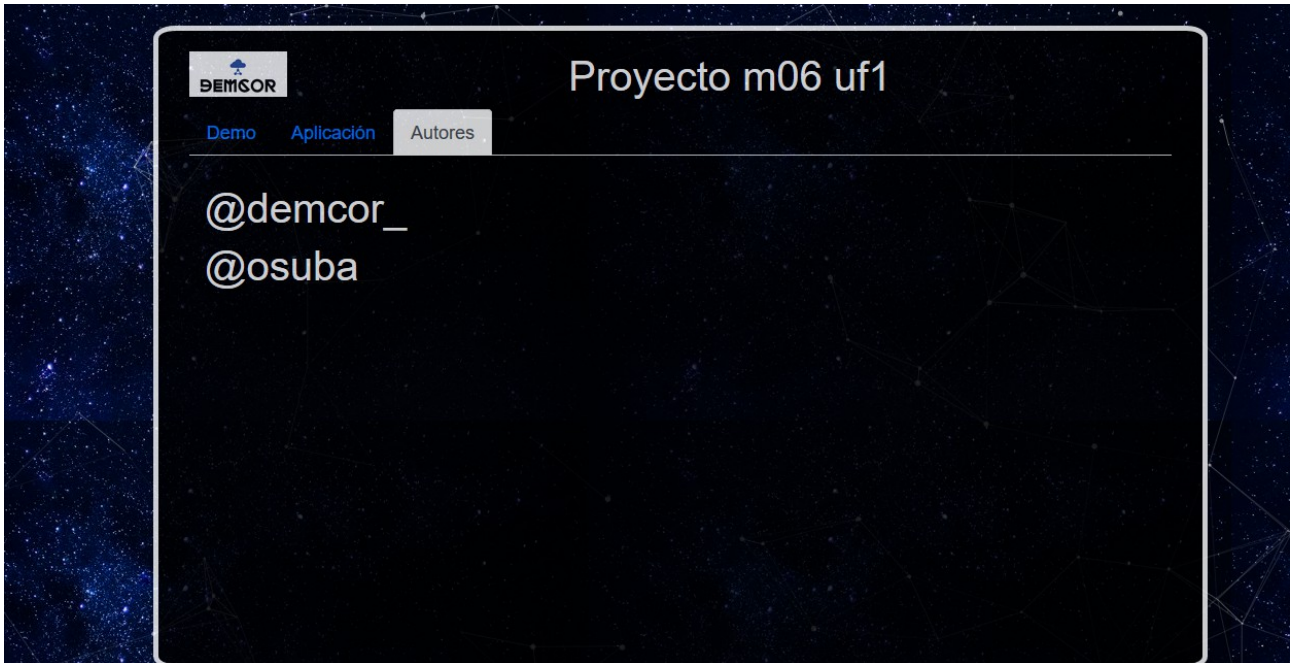 DEMCOR
Proyecto m06 uf1
Demo Aplicación Autores
@demcor_
@osuba